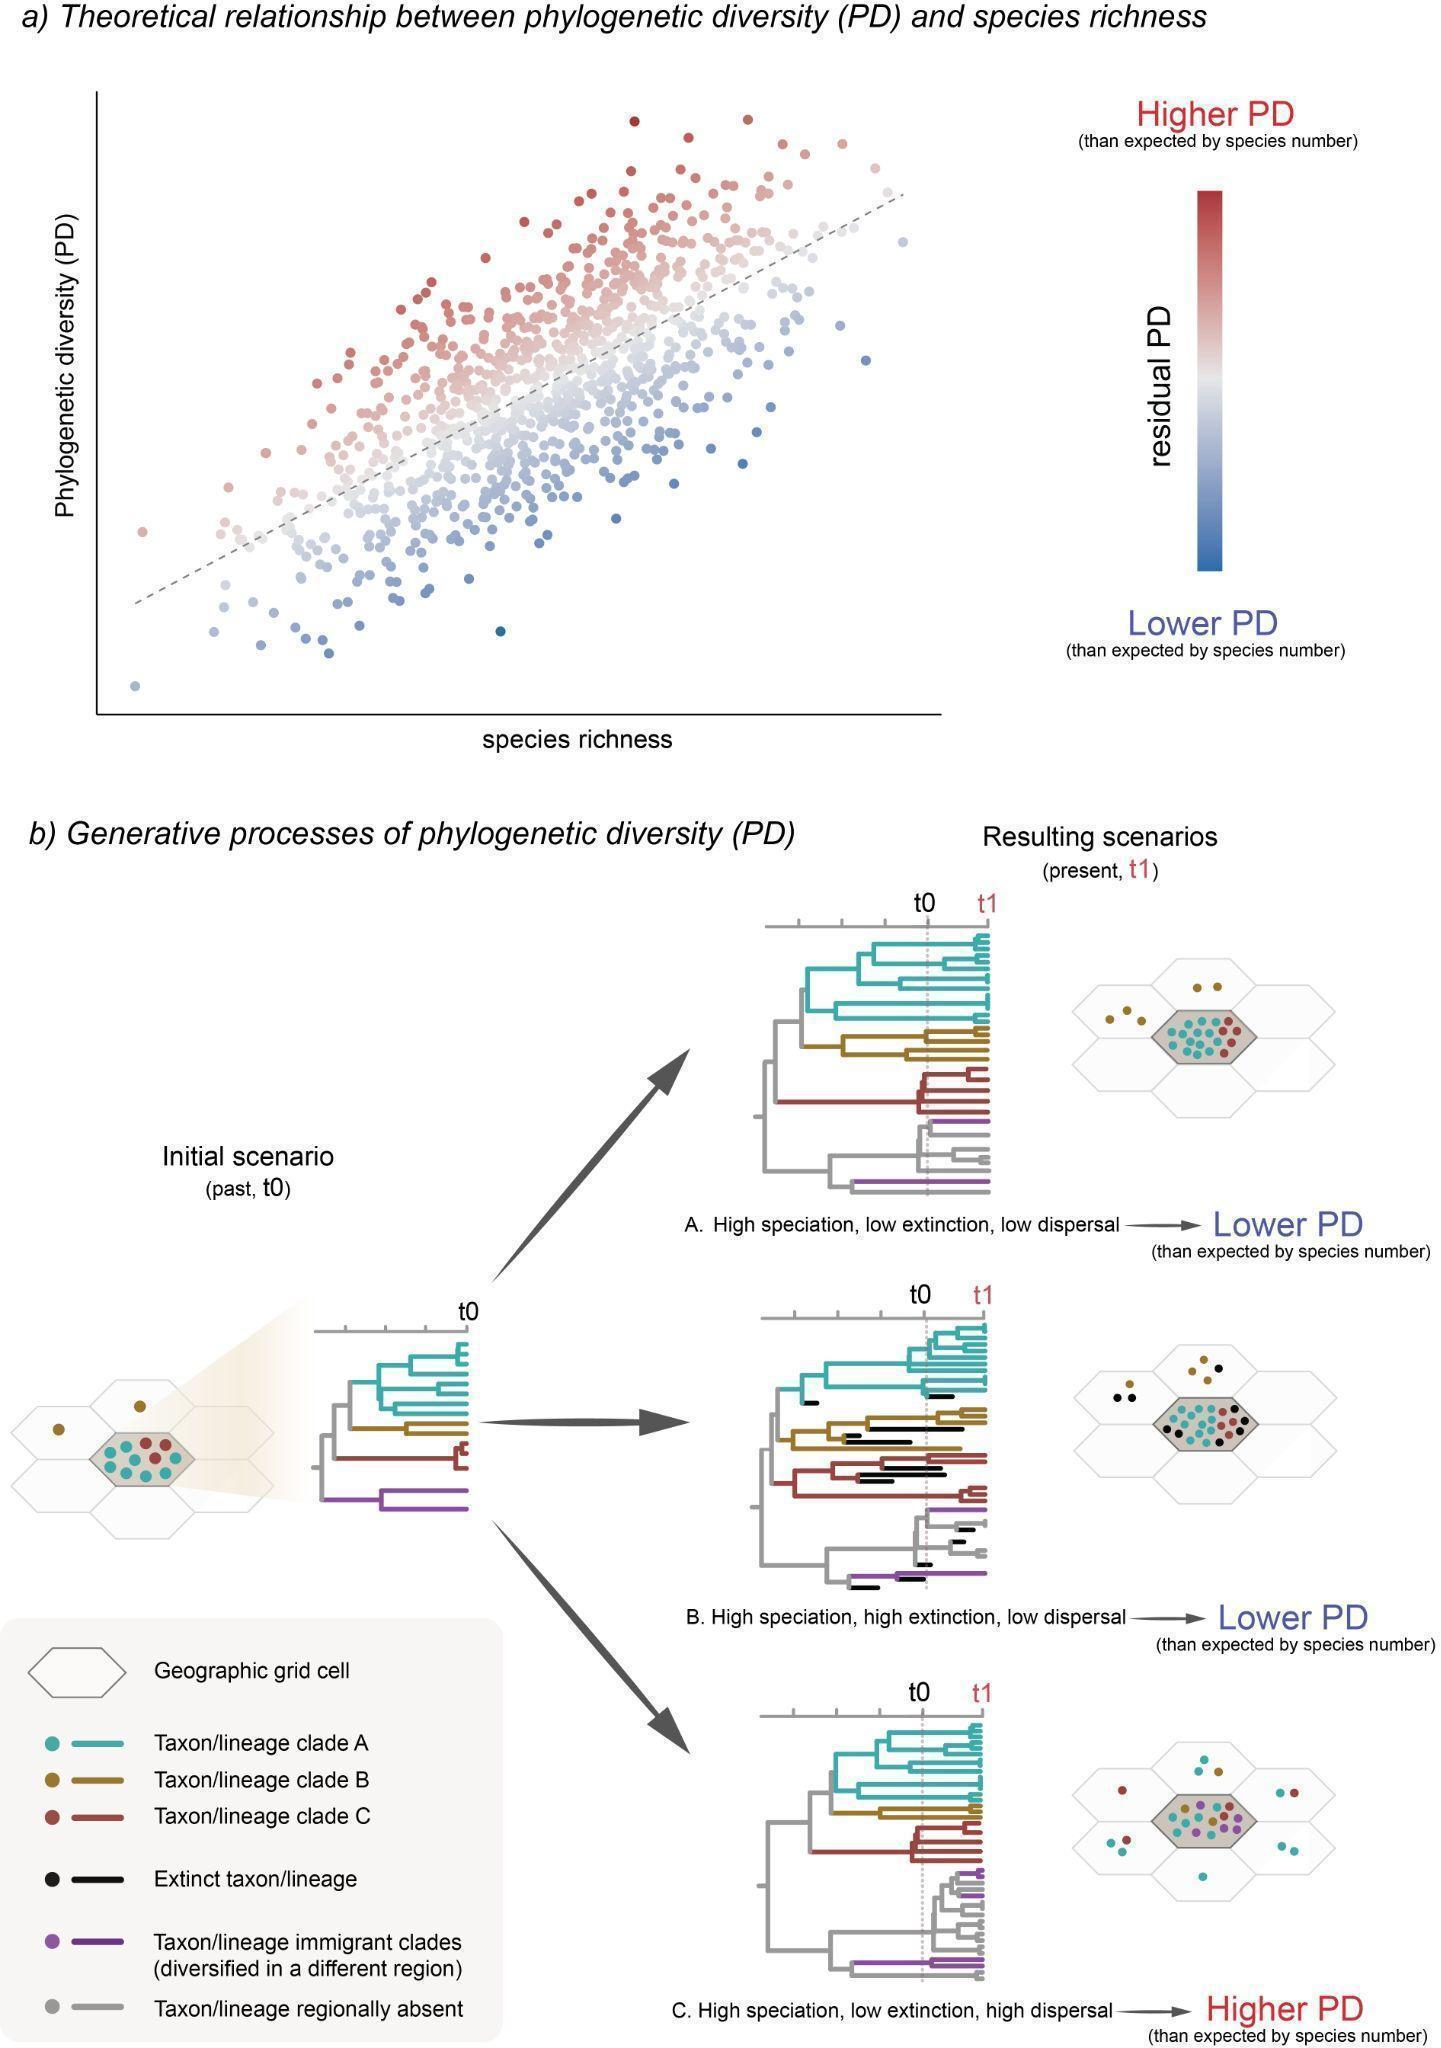 a) Theoretical relationship between phylogenetic diversity (PD) and species richness
Higher PD
(than expected by species number)
Phylogenetic diversity (PD)
residual PD
Lower PD
(than expected by species number)
species richness
b) Generative processes of phylogenetic diversity (PD)
Resulting scenarios
(present, t1)
t0
t1
Initial scenario
(past, t0)
A. High speciation, low extinction, low dispersal
Lower PD
(than expected by species number)
t0
t0
t1
B. High speciation, high extinction, low dispersal
Lower PD
(than expected by species number)
Geographic grid cell
Taxon/lineage clade A
Taxon/lineage clade B
Taxon/lineage clade C
Extinct taxon/lineage
Taxon/lineage immigrant clades
(diversified in a different region)
Taxon/lineage regionally absent
t0
t1
C. High speciation, low extinction, high dispersal
Higher PD
(than expected by species number)